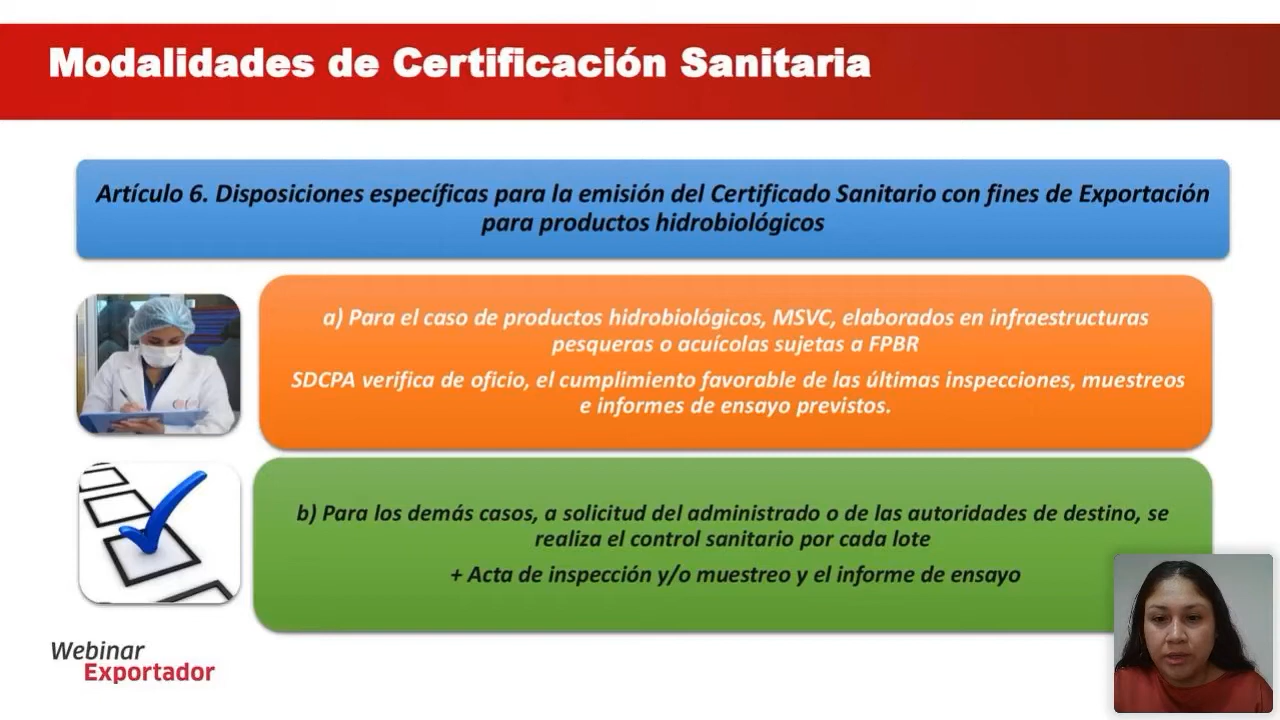 Modalidades de Certificación Sanitaria
Artículo 6. Disposiciones específicas para la emisión del Certificado Sanitario con fines de Exportación
para productos hidrobiológicos
a) Para el caso de productos hidrobiológicos, MSVC, elaborados en infraestructuras
pesqueras o acuícolas sujetas a FPBR
SDCPA verifica de oficio, el cumplimiento favorable de las últimas inspecciones, muestreos
e informes de ensayo previstos.
b) Para los demás casos, a solicitud del administrado o de las autoridades de destino, se
realiza el control sanitario por cada lote
+ Acta de inspección y/o muestreo y el informe de ensayo
Webinar
Exportador